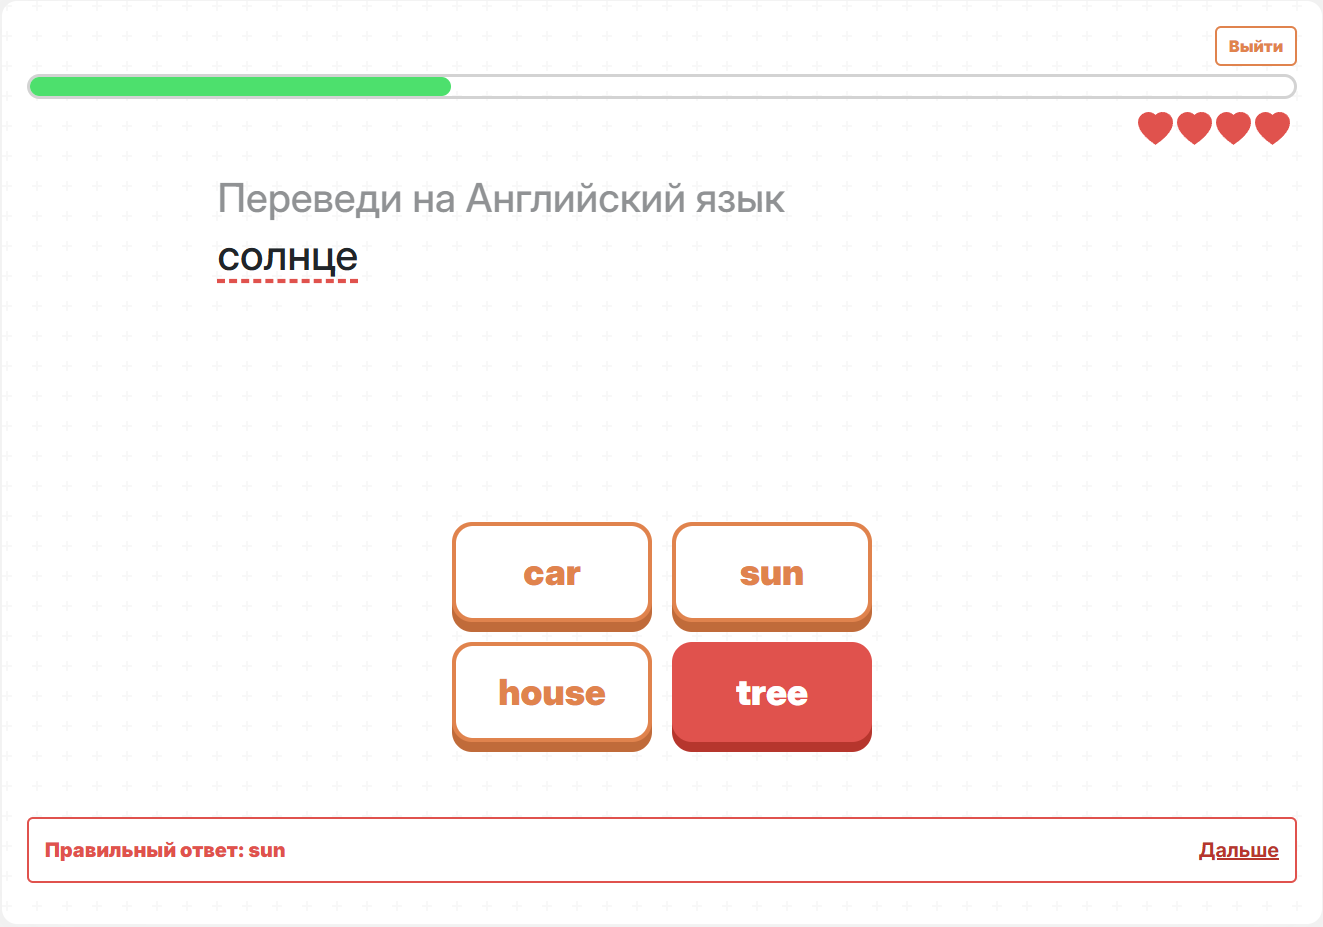 Выйти
Переведи на Английский язык
солнце
car
sun
house
tree
Правильный ответ: sun
Дальше